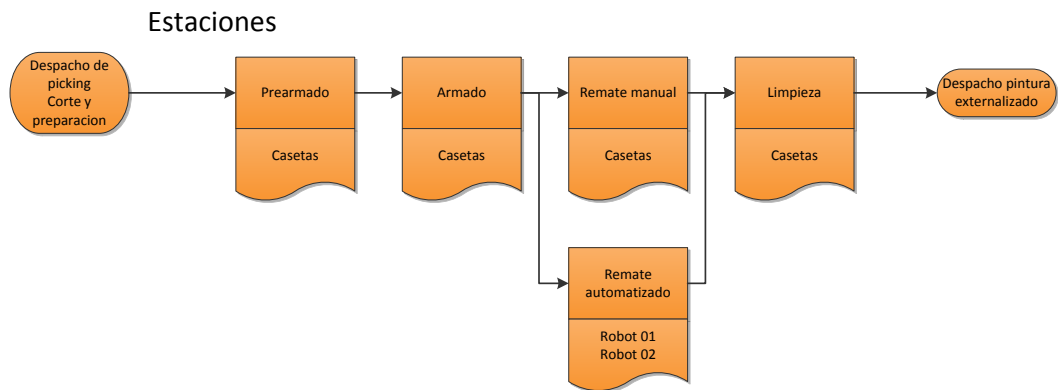 Estaciones
Despacho de
picking
Corte y
preparacion
Prearmado
Casetas
Armado
Casetas
Remate manual
Casetas
Limpieza
Casetas
Despacho pintura
externalizado
Remate
automatizado
Robot 01
Robot 02